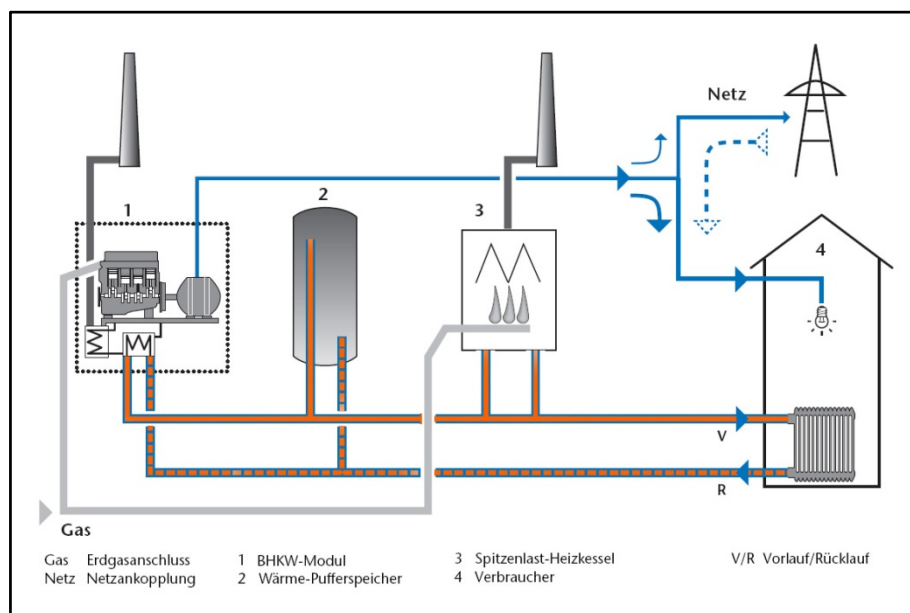 Netz
1
2
3
4
V
R
Gas
Gas Erdgasanschluss
Netz Netzankopplung
1 BHKW-Modul
2 Wärme-Pufferspeicher
3 Spitzenlast-Heizkessel
4 Verbraucher
V/R Vorlauf/Rücklauf